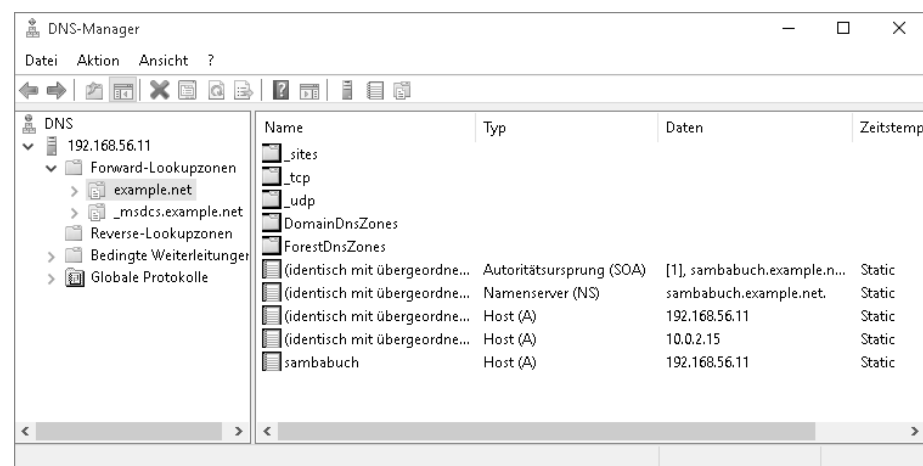 DNS-Manager
Datei Aktion Ansicht ?
DNS
192.168.56.11
Forward-Lookupzonen
example.net
_msdcs.example.net
Reverse-Lookupzonen
Bedingte Weiterleitunger
Globale Protokolle
Name Typ Daten Zeitstemp
_sites
_tcp
_udp
DomainDnsZones
ForestDnsZones
(identisch mit übergeordne... Autoritätsursprung (SOA) [1], sambabuch.example.n... Static
(identisch mit übergeordne... Namenserver (NS) sambabuch.example.net. Static
(identisch mit übergeordne... Host (A) 192.168.56.11 Static
(identisch mit übergeordne... Host (A) 10.0.2.15 Static
sambabuch Host (A) 192.168.56.11 Static